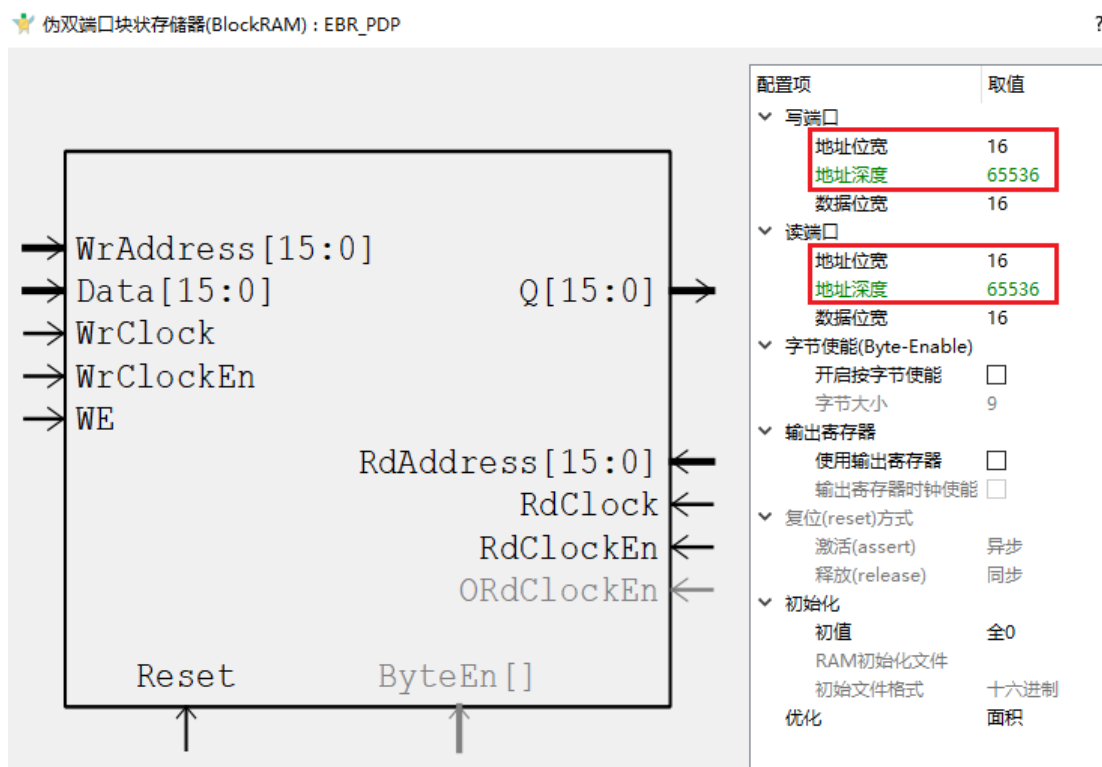 伪双端口块状存储器(BlockRAM) : EBR_PDP
?
WrAddress[15:0]
Data[15:0]
Q[15:0]
WrClock
WrClockEn
WE
RdAddress[15:0]
RdClock
RdClockEn
ORdClockEn
Reset
ByteEn[]
配置项 取值
写端口
地址位宽 16
地址深度 65536
数据位宽 16
读端口
地址位宽 16
地址深度 65536
数据位宽 16
字节使能(Byte-Enable)
开启按字节使能
字节大小 9
输出寄存器
使用输出寄存器
输出寄存器时钟使能
复位(reset)方式
激活(assert) 异步
释放(release) 同步
初始化
初值 全0
RAM初始化文件
初始文件格式 十六进制
优化 面积